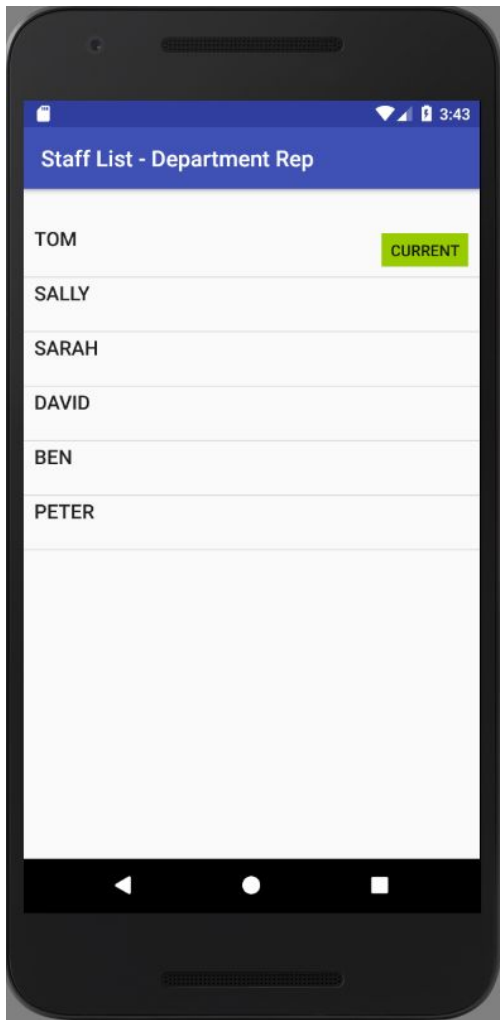 3:43
Staff List - Department Rep
TOM
CURRENT
SALLY
SARAH
DAVID
BEN
PETER